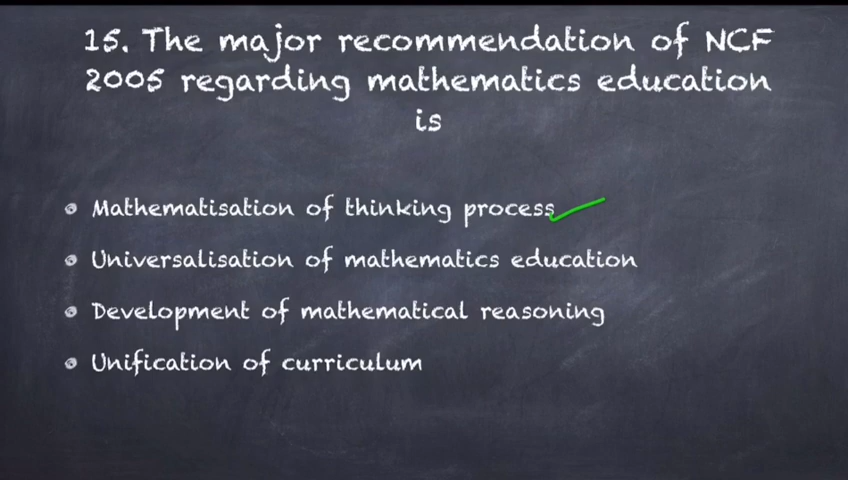 15. The major recommendation of NCF
2005 regarding mathematics education
is
Mathematisation of thinking process
Universalisation of mathematics education
Development of mathematical reasoning
Unification of curriculum